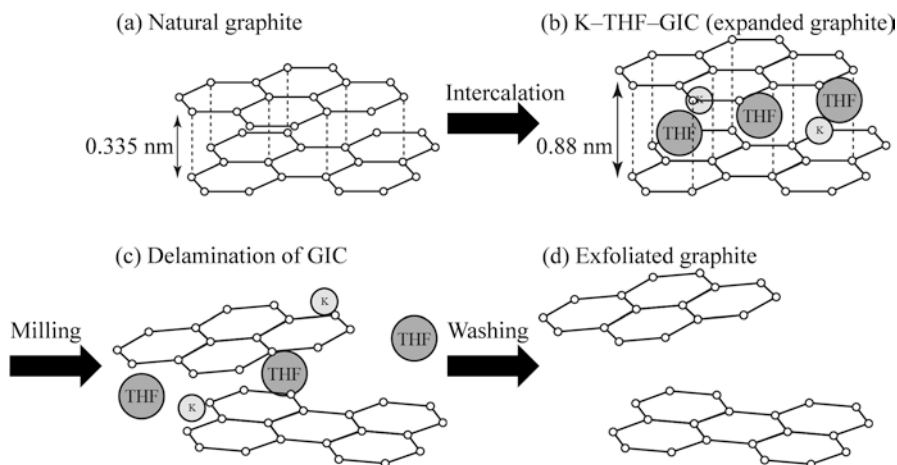 (a) Natural graphite
(b) K–THF–GIC (expanded graphite)
Intercalation
0.335 nm
0.88 nm
K
THF
THF
THF
K
(c) Delamination of GIC
(d) Exfoliated graphite
Milling
Washing
K
THF
THF
THF
K